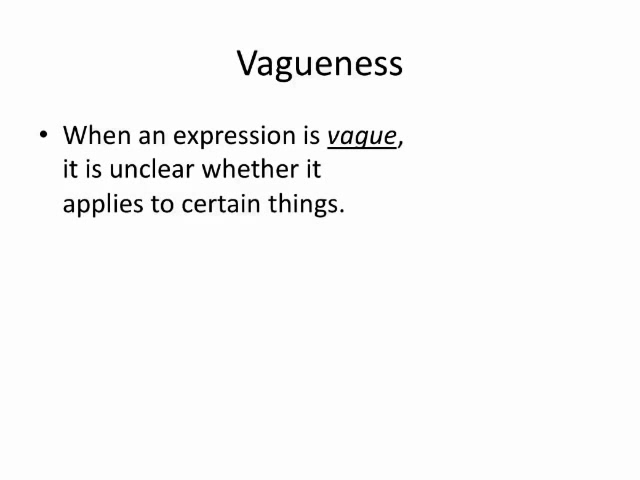 Vagueness
• When an expression is vague,
it is unclear whether it
applies to certain things.